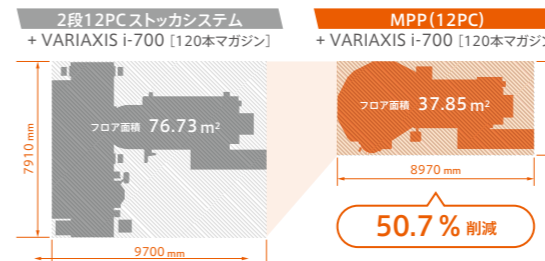 2段12PCストッカシステム
+ VARIAXIS i-700 [120本マガジン]
フロア面積 76.73 m²
7910 mm
9700 mm
MPP(12PC)
+ VARIAXIS i-700 [120本マガジン
フロア面積 37.85 m²
8970 mm
50.7 % 削減